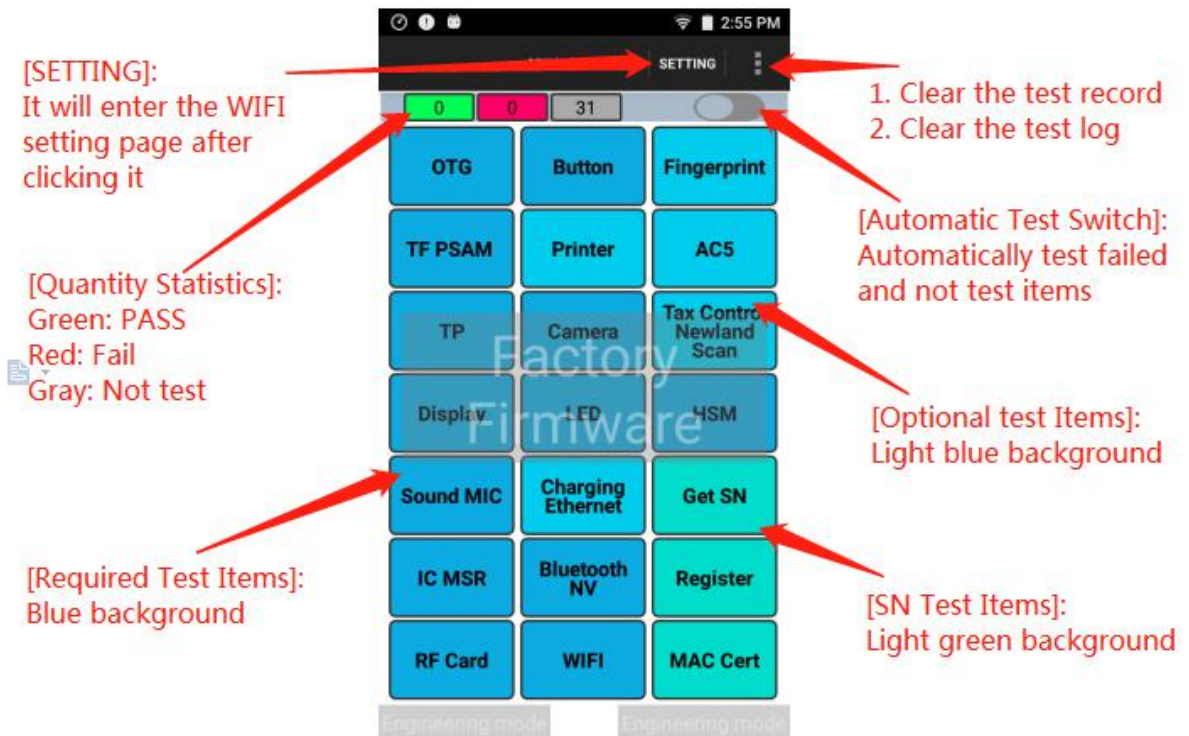 2:55 PM
SETTING
0 0 31
OTG
Button
Fingerprint
TF PSAM
Printer
AC5
TP
Camera
Tax Control
Newland
Scan
Display
LED
HSM
Sound MIC
Charging
Ethernet
Get SN
IC MSR
Bluetooth
NV
Register
RF Card
WIFI
MAC Cert
Factory
Firmware
Engineering mode
Engineering mode
[SETTING]:
It will enter the WIFI
setting page after
clicking it
[Quantity Statistics]:
Green: PASS
Red: Fail
Gray: Not test
[Required Test Items]:
Blue background
1. Clear the test record
2. Clear the test log
[Automatic Test Switch]:
Automatically test failed
and not test items
[Optional test Items]:
Light blue background
[SN Test Items]:
Light green background